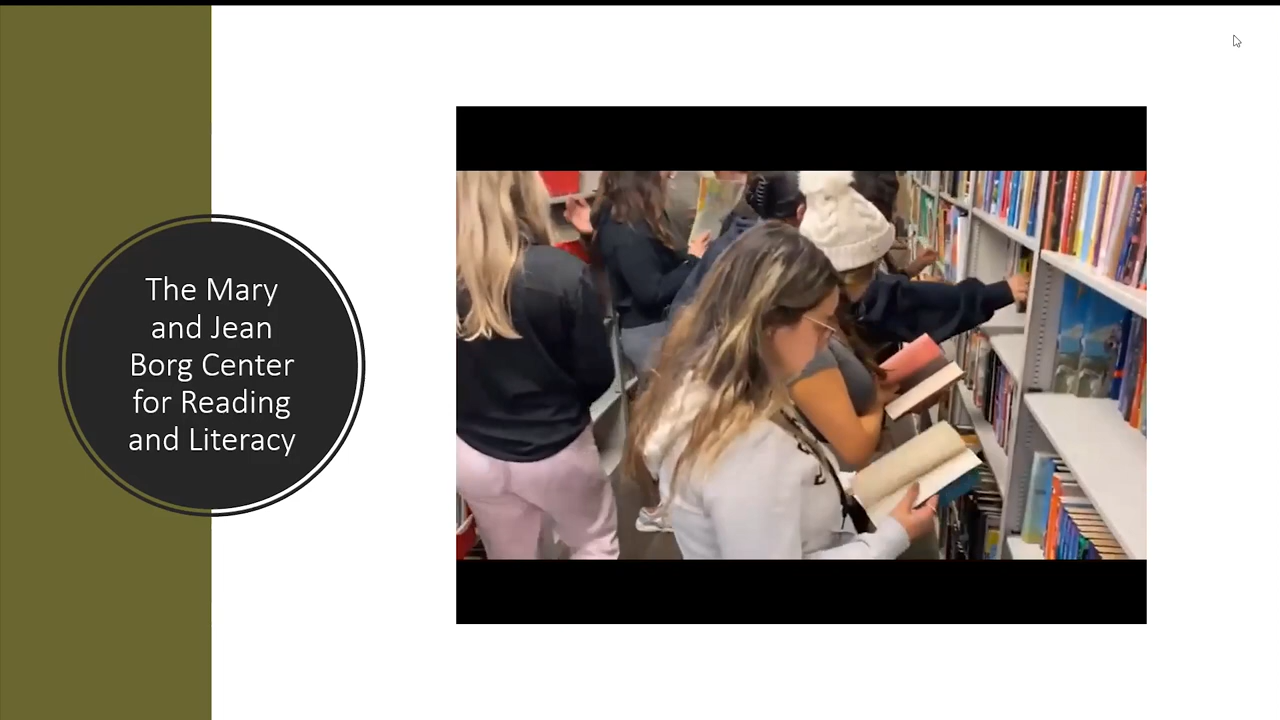 The Mary
and Jean
Borg Center
for Reading
and Literacy